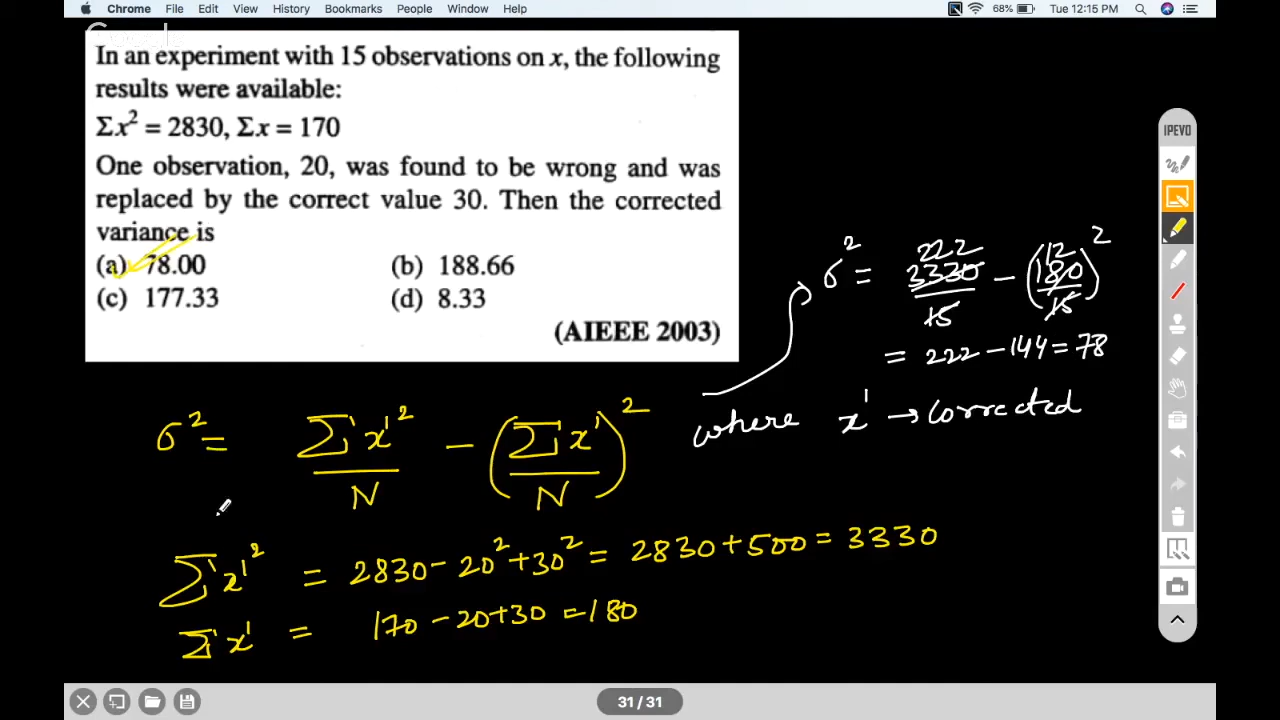 Chrome File Edit View History Bookmarks People Window Help 68% Tue 12:15 PM
In an experiment with 15 observations on x, the following
results were available:
Σx² = 2830, Σx = 170
One observation, 20, was found to be wrong and was
replaced by the correct value 30. Then the corrected
variance is
(a) 78.00 (b) 188.66
(c) 177.33 (d) 8.33
(AIEEE 2003)
σ² = 222 3330/15 − (12 180/15)²
= 222 − 144 = 78
σ² = Σx'²/N − (Σx'/N)² where x' → corrected
Σx'² = 2830 − 20² + 30² = 2830 + 500 = 3330
Σx' = 170 − 20 + 30 = 180
IPEVO
31 / 31